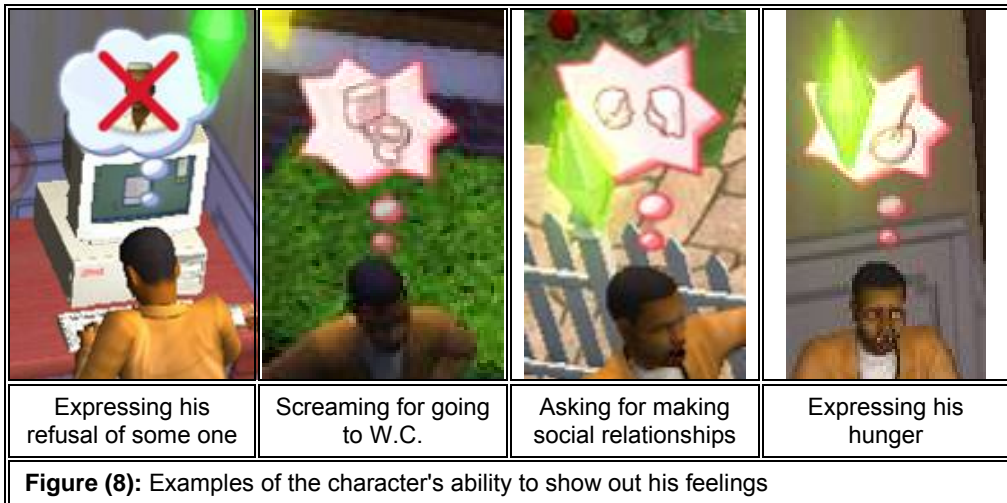 Expressing his
refusal of some one
Screaming for going
to W.C.
Asking for making
social relationships
Expressing his
hunger
Figure (8): Examples of the character's ability to show out his feelings